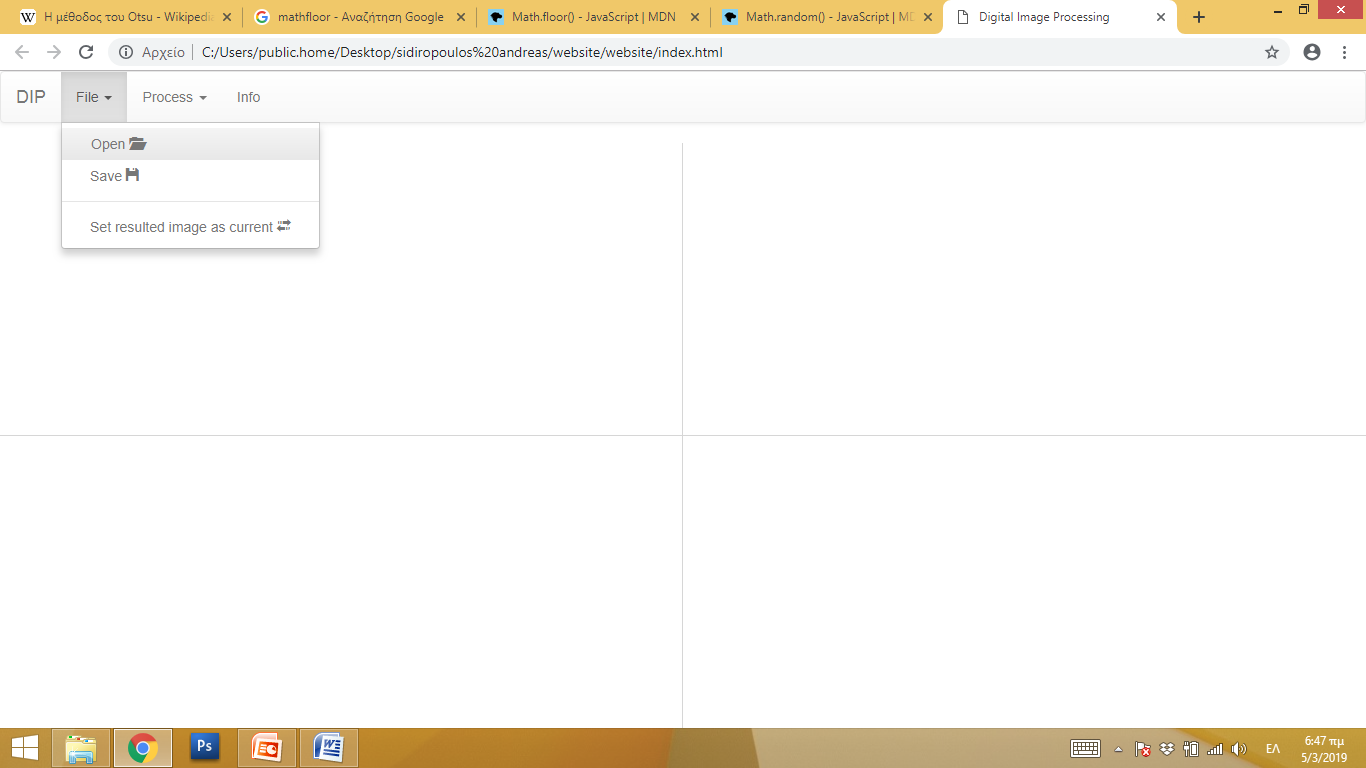 Η μέθοδος του Otsu - Wikipedia
mathfloor - Αναζήτηση Google
Math.floor() - JavaScript | MDN
Math.random() - JavaScript | MD
Digital Image Processing
Αρχείο
C:/Users/public.home/Desktop/sidiropoulos%20andreas/website/website/index.html
DIP
File
Process
Info
Open
Save
Set resulted image as current
Ps
ΕΛ
6:47 πμ
5/3/2019